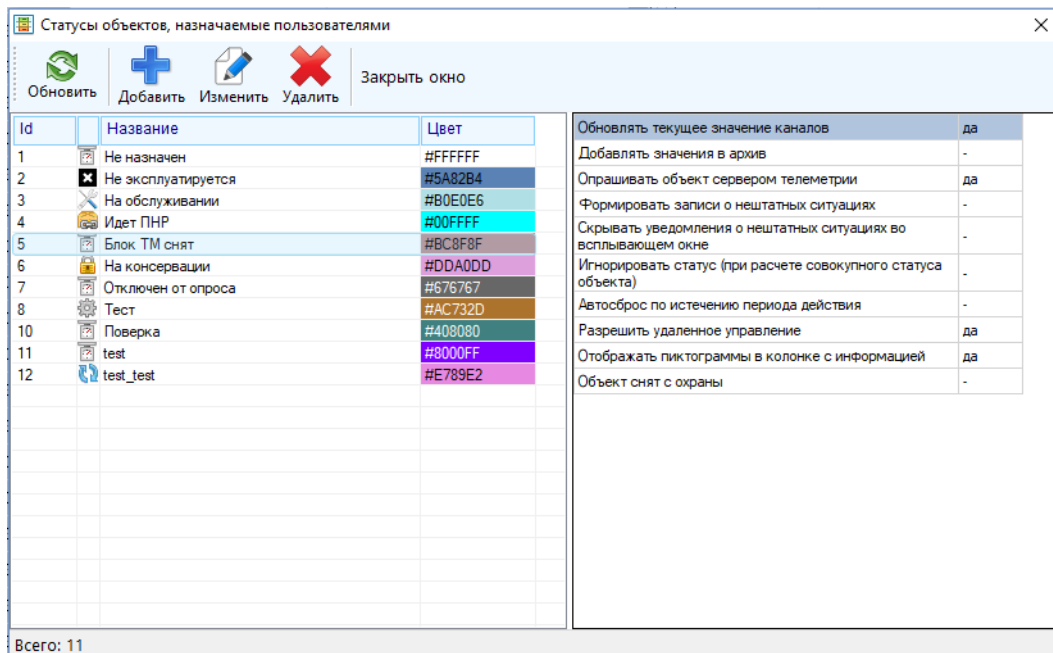 Статусы объектов, назначаемые пользователями
Обновить Добавить Изменить Удалить Закрыть окно
Id Название Цвет
1 Не назначен #FFFFFF
2 Не эксплуатируется #5A82B4
3 На обслуживании #B0E0E6
4 Идет ПНР #00FFFF
5 Блок ТМ снят #BC8F8F
6 На консервации #DDA0DD
7 Отключен от опроса #676767
8 Тест #AC732D
10 Поверка #408080
11 test #8000FF
12 test_test #E789E2
Обновлять текущее значение каналов да
Добавлять значения в архив -
Опрашивать объект сервером телеметрии да
Формировать записи о нештатных ситуациях -
Скрывать уведомления о нештатных ситуациях во
всплывающем окне -
Игнорировать статус (при расчете совокупного статуса
объекта) -
Автосброс по истечению периода действия -
Разрешить удаленное управление да
Отображать пиктограммы в колонке с информацией да
Объект снят с охраны -
Всего: 11